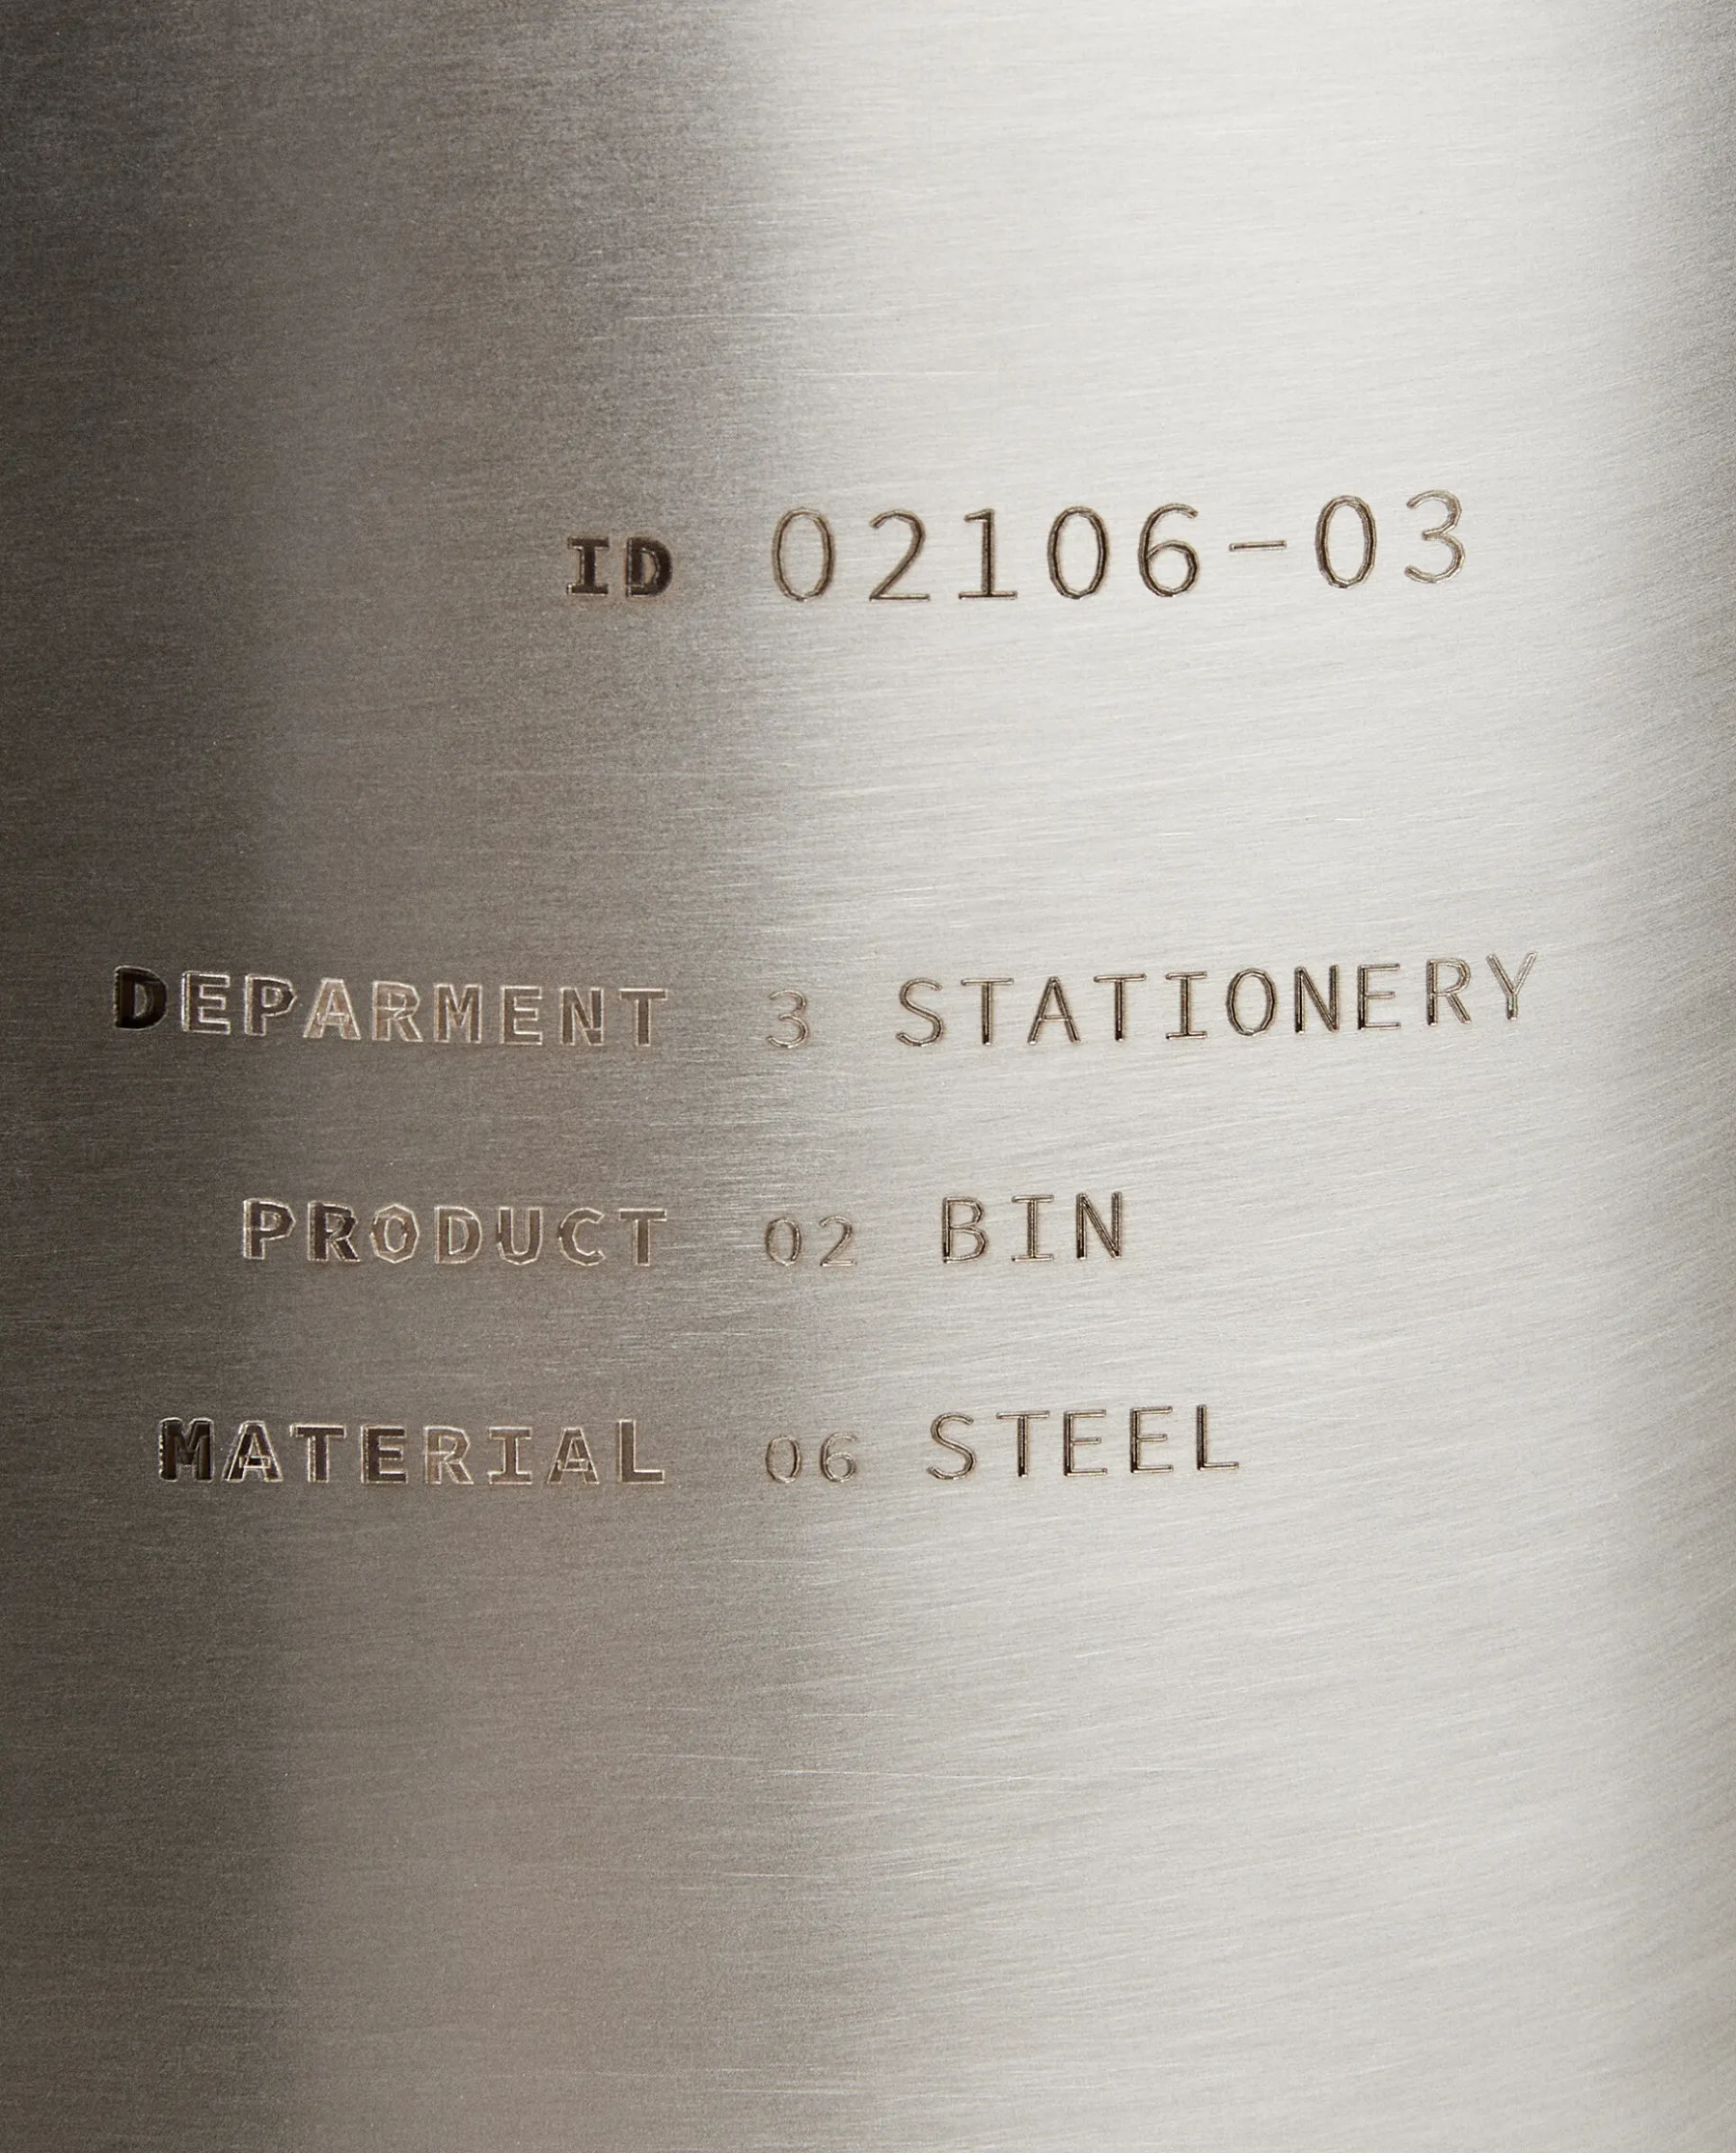 ID 02106-03
DEPARMENT 3 STATIONERY
PRODUCT 02 BIN
MATERIAL 06 STEEL